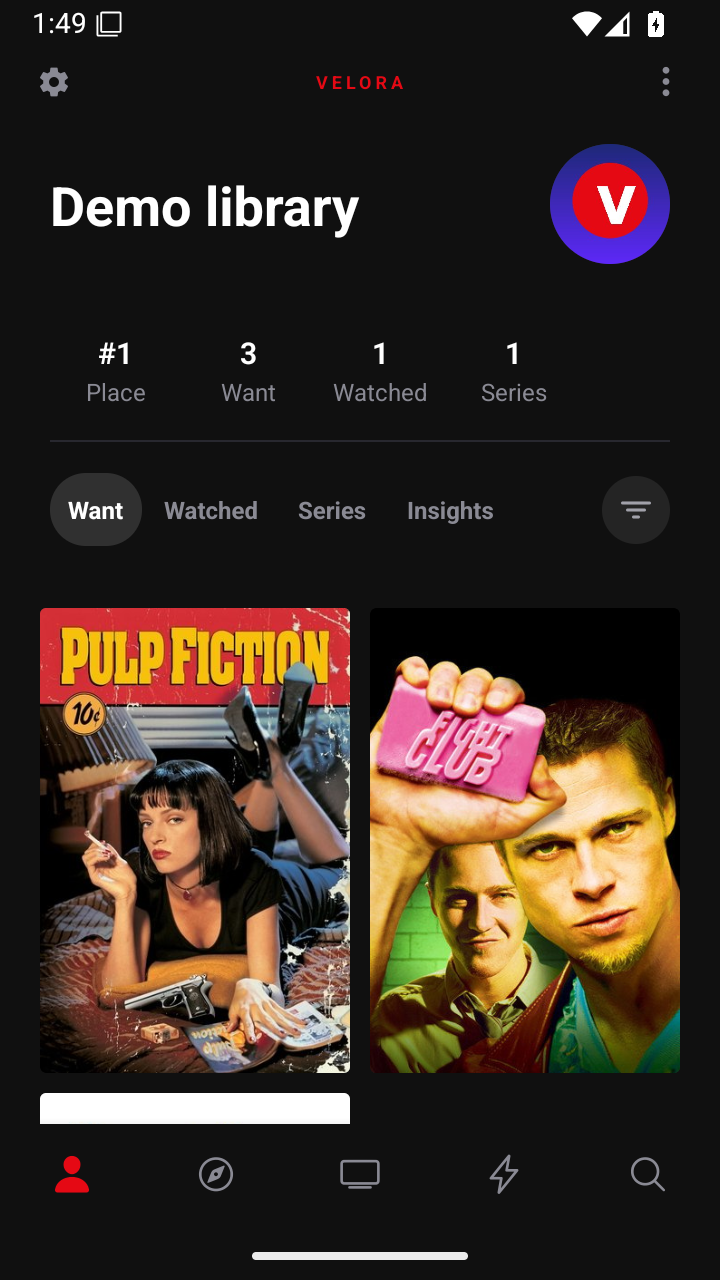 1:49
VELORA
Demo library
V
#1 3 1 1
Place Want Watched Series
Want Watched Series Insights
PULP FICTION
10¢
FIGHT
CLUB